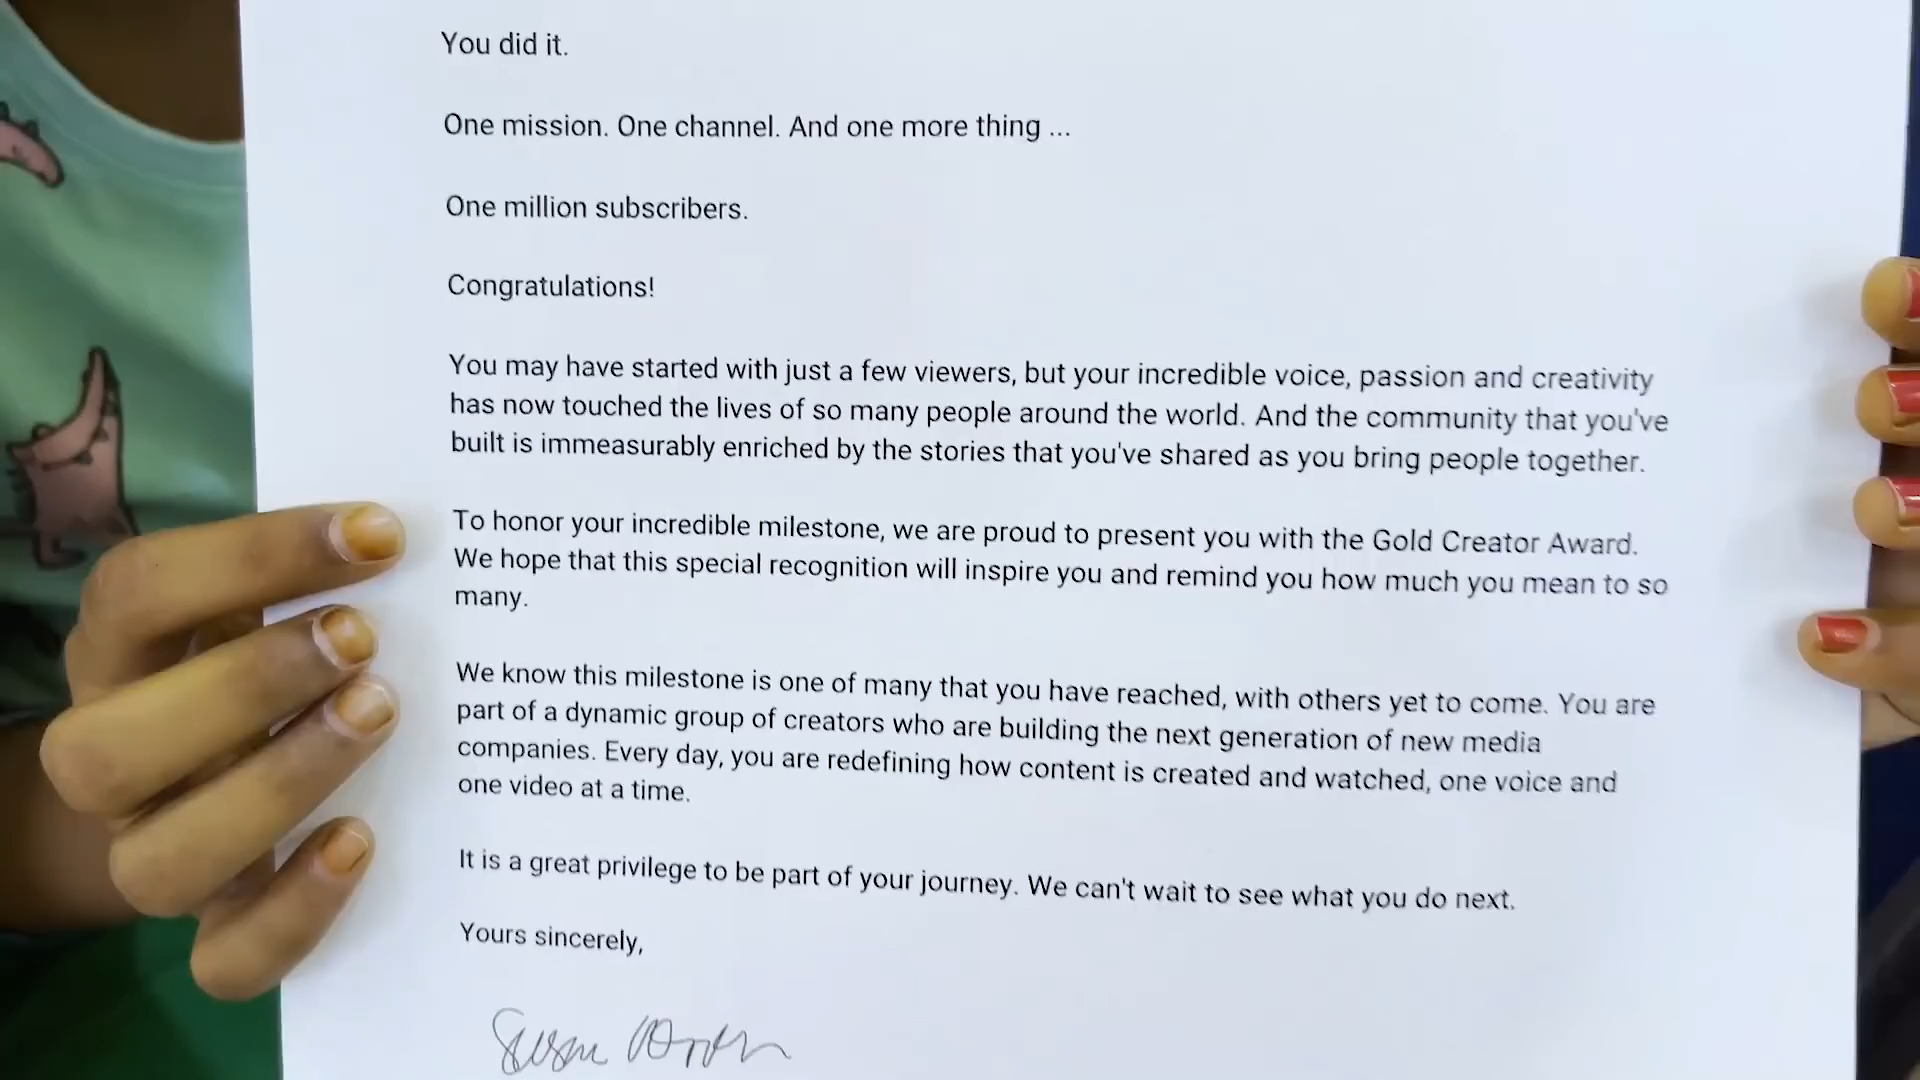 You did it.
One mission. One channel. And one more thing ...
One million subscribers.
Congratulations!
You may have started with just a few viewers, but your incredible voice, passion and creativity
has now touched the lives of so many people around the world. And the community that you've
built is immeasurably enriched by the stories that you've shared as you bring people together.
To honor your incredible milestone, we are proud to present you with the Gold Creator Award.
We hope that this special recognition will inspire you and remind you how much you mean to so
many.
We know this milestone is one of many that you have reached, with others yet to come. You are
part of a dynamic group of creators who are building the next generation of new media
companies. Every day, you are redefining how content is created and watched, one voice and
one video at a time.
It is a great privilege to be part of your journey. We can't wait to see what you do next.
Yours sincerely,
Susan